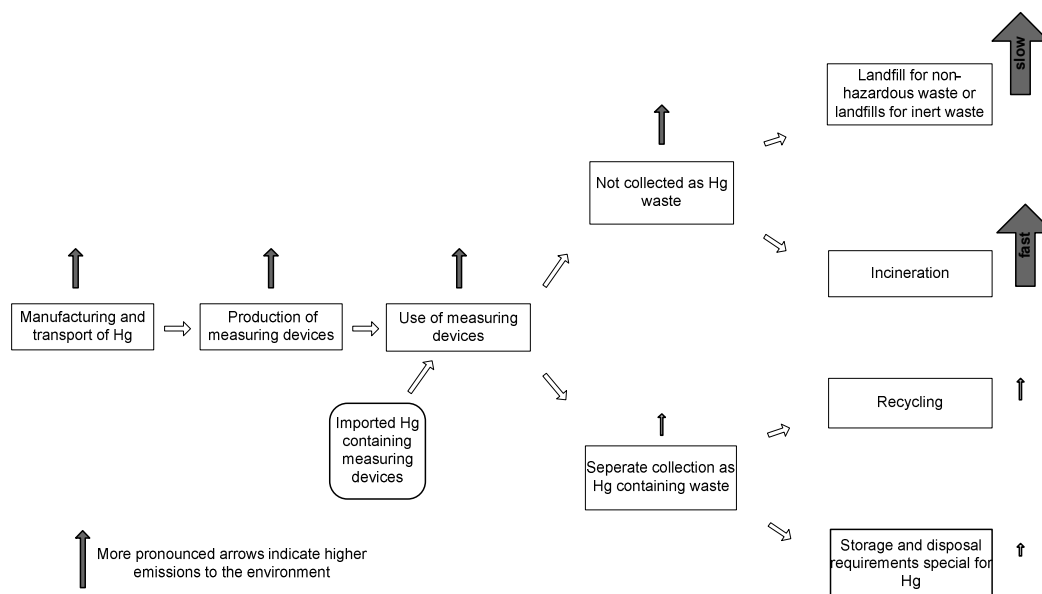 slow
Landfill for non-
hazardous waste or
landfills for inert waste
Not collected as Hg
waste
fast
Incineration
Manufacturing and
transport of Hg
Production of
measuring devices
Use of measuring
devices
Recycling
Imported Hg
containing
measuring
devices
Seperate collection as
Hg containing waste
More pronounced arrows indicate higher
emissions to the environment
Storage and disposal
requirements special for
Hg